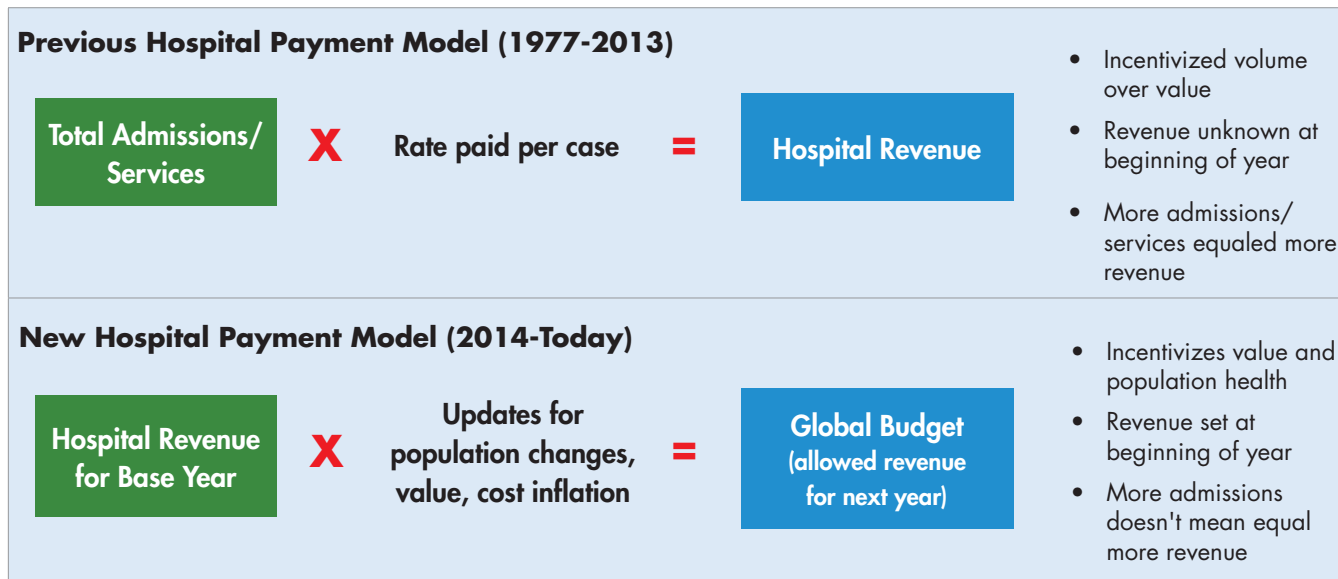 Previous Hospital Payment Model (1977-2013)
Total Admissions/
Services
X
Rate paid per case
=
Hospital Revenue
• Incentivized volume
over value
• Revenue unknown at
beginning of year
• More admissions/
services equaled more
revenue
New Hospital Payment Model (2014-Today)
Hospital Revenue
for Base Year
X
Updates for
population changes,
value, cost inflation
=
Global Budget
(allowed revenue
for next year)
• Incentivizes value and
population health
• Revenue set at
beginning of year
• More admissions
doesn't mean equal
more revenue